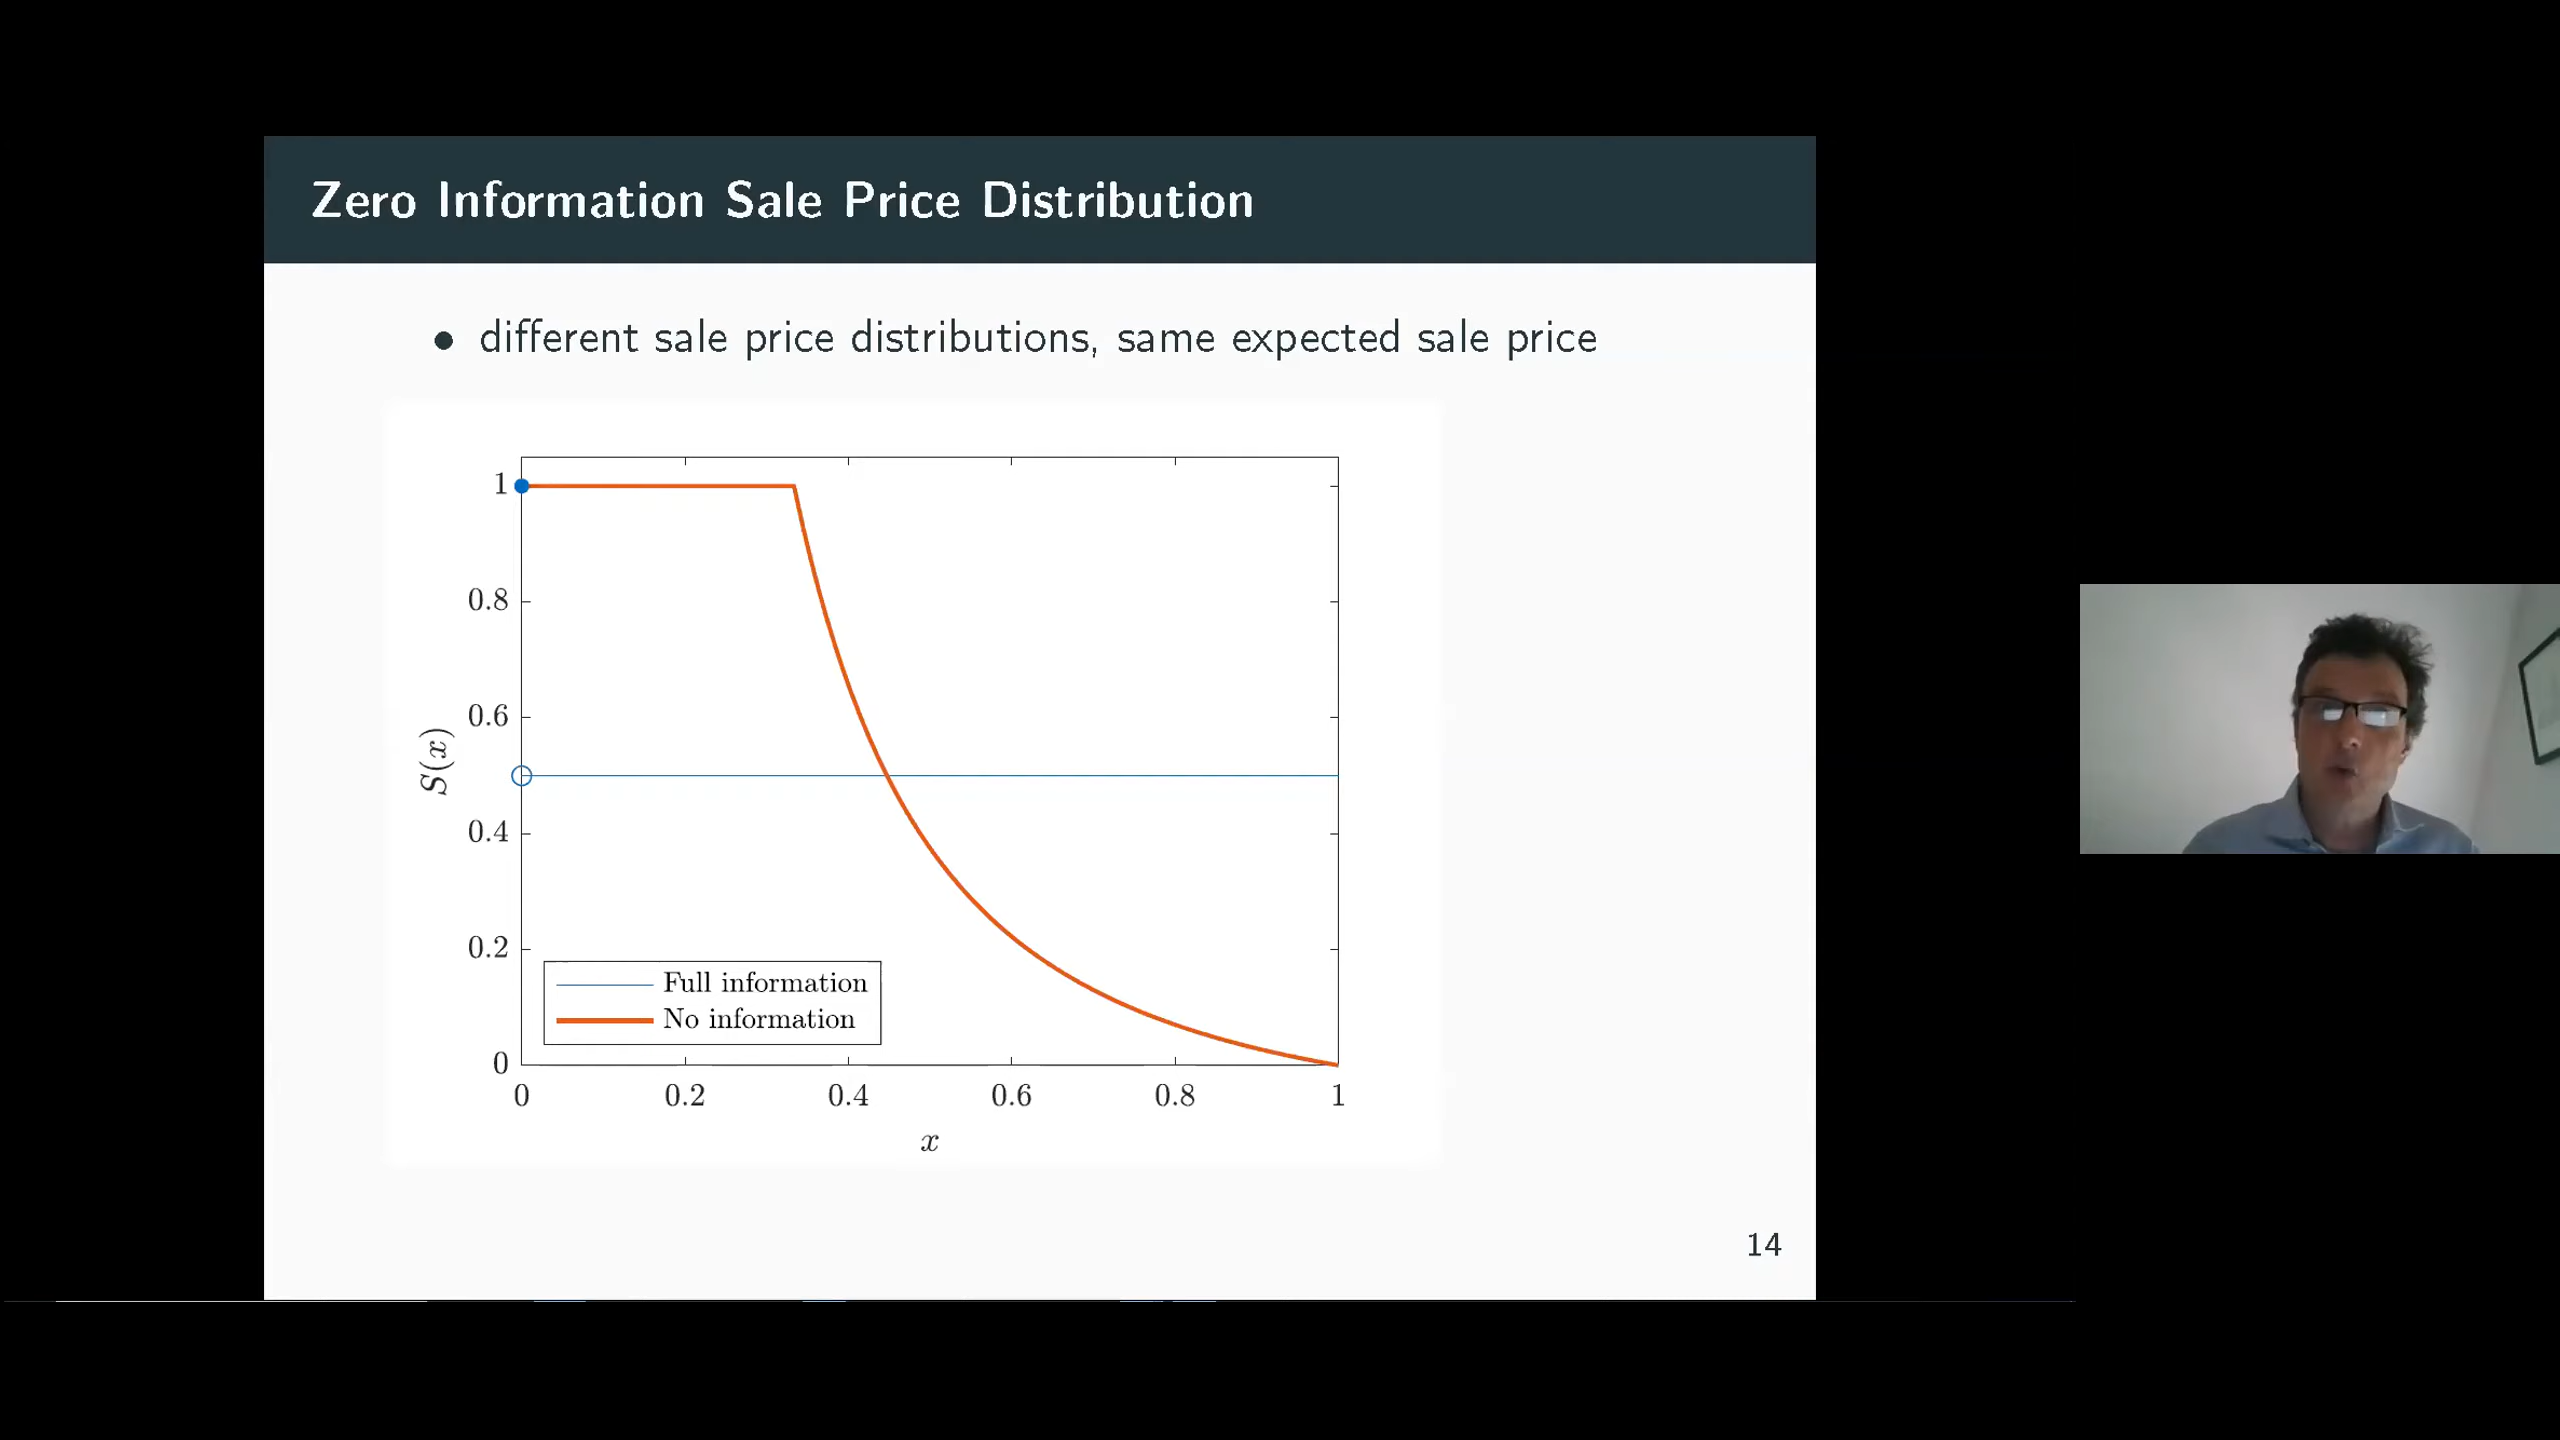 Zero Information Sale Price Distribution
• different sale price distributions, same expected sale price
1
0.8
0.6
0.4
0.2
0
S(x)
Full information
No information
0 0.2 0.4 0.6 0.8 1
x
14